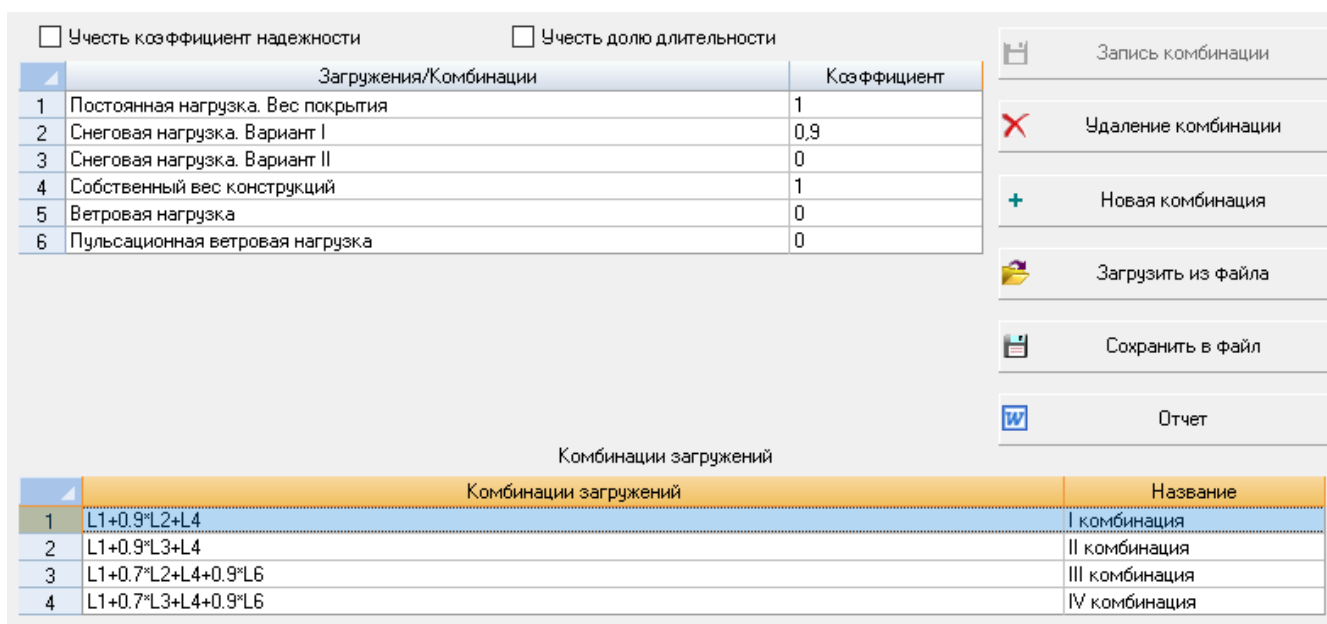 Учесть коэффициент надежности Учесть долю длительности
Запись комбинации
Загружения/Комбинации Коэффициент
1 Постоянная нагрузка. Вес покрытия 1
2 Снеговая нагрузка. Вариант I 0,9
Удаление комбинации
3 Снеговая нагрузка. Вариант II 0
4 Собственный вес конструкций 1
Новая комбинация
5 Ветровая нагрузка 0
6 Пульсационная ветровая нагрузка 0
Загрузить из файла
Сохранить в файл
Отчет
Комбинации загружений
Комбинации загружений Название
1 L1+0.9*L2+L4 I комбинация
2 L1+0.9*L3+L4 II комбинация
3 L1+0.7*L2+L4+0.9*L6 III комбинация
4 L1+0.7*L3+L4+0.9*L6 IV комбинация